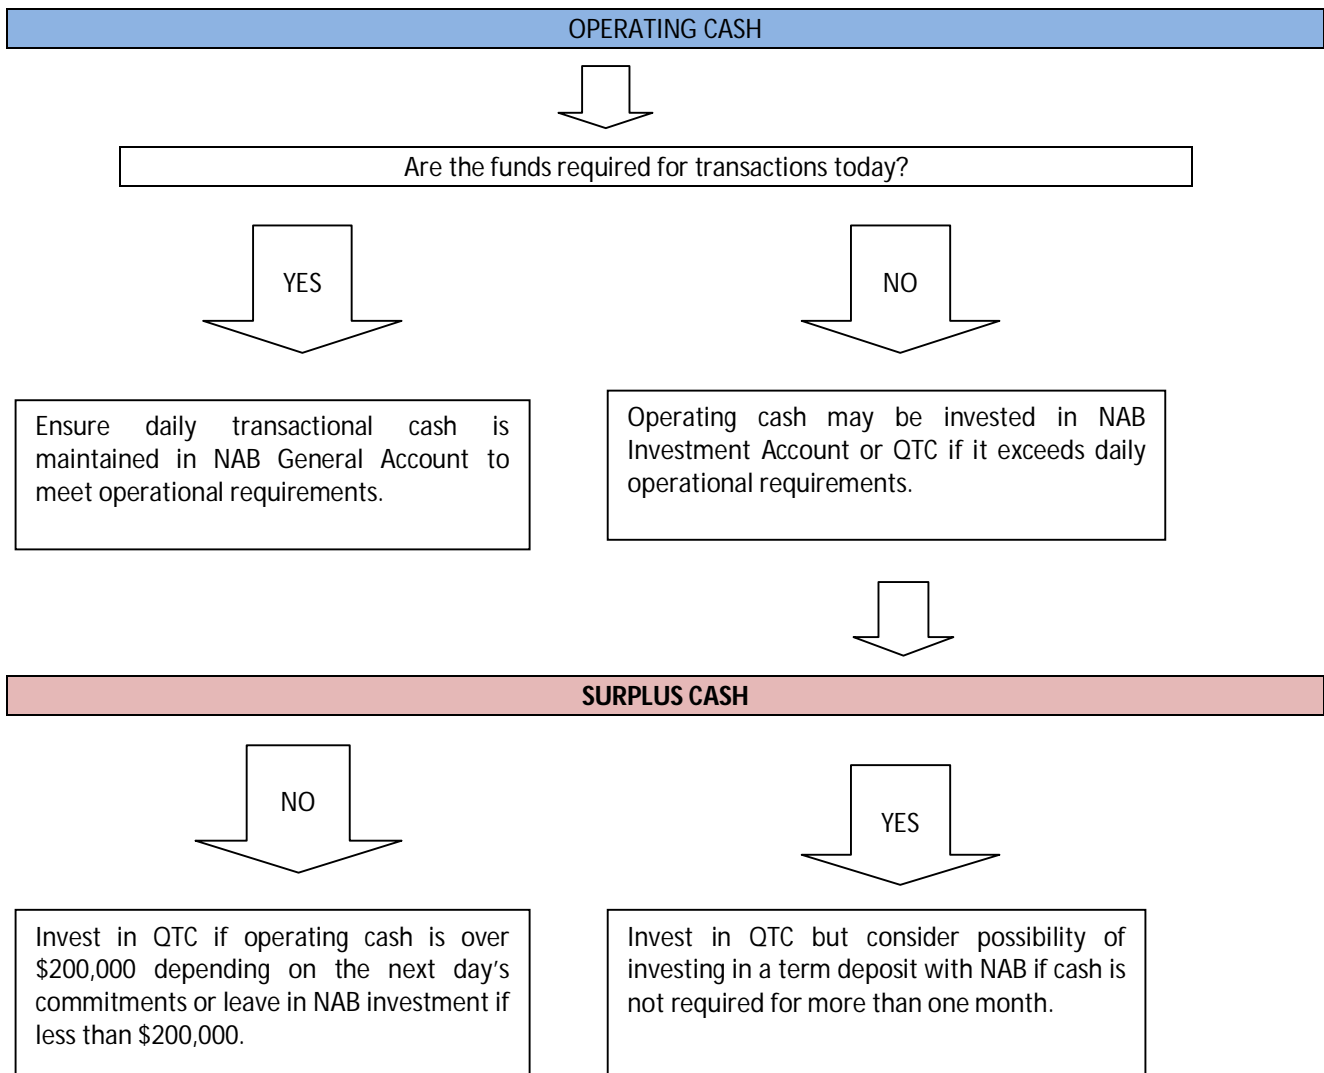 OPERATING CASH
Are the funds required for transactions today?
YES
NO
Ensure daily transactional cash is
maintained in NAB General Account to
meet operational requirements.
Operating cash may be invested in NAB
Investment Account or QTC if it exceeds daily
operational requirements.
SURPLUS CASH
NO
YES
Invest in QTC if operating cash is over
$200,000 depending on the next day's
commitments or leave in NAB investment if
less than $200,000.
Invest in QTC but consider possibility of
investing in a term deposit with NAB if cash is
not required for more than one month.